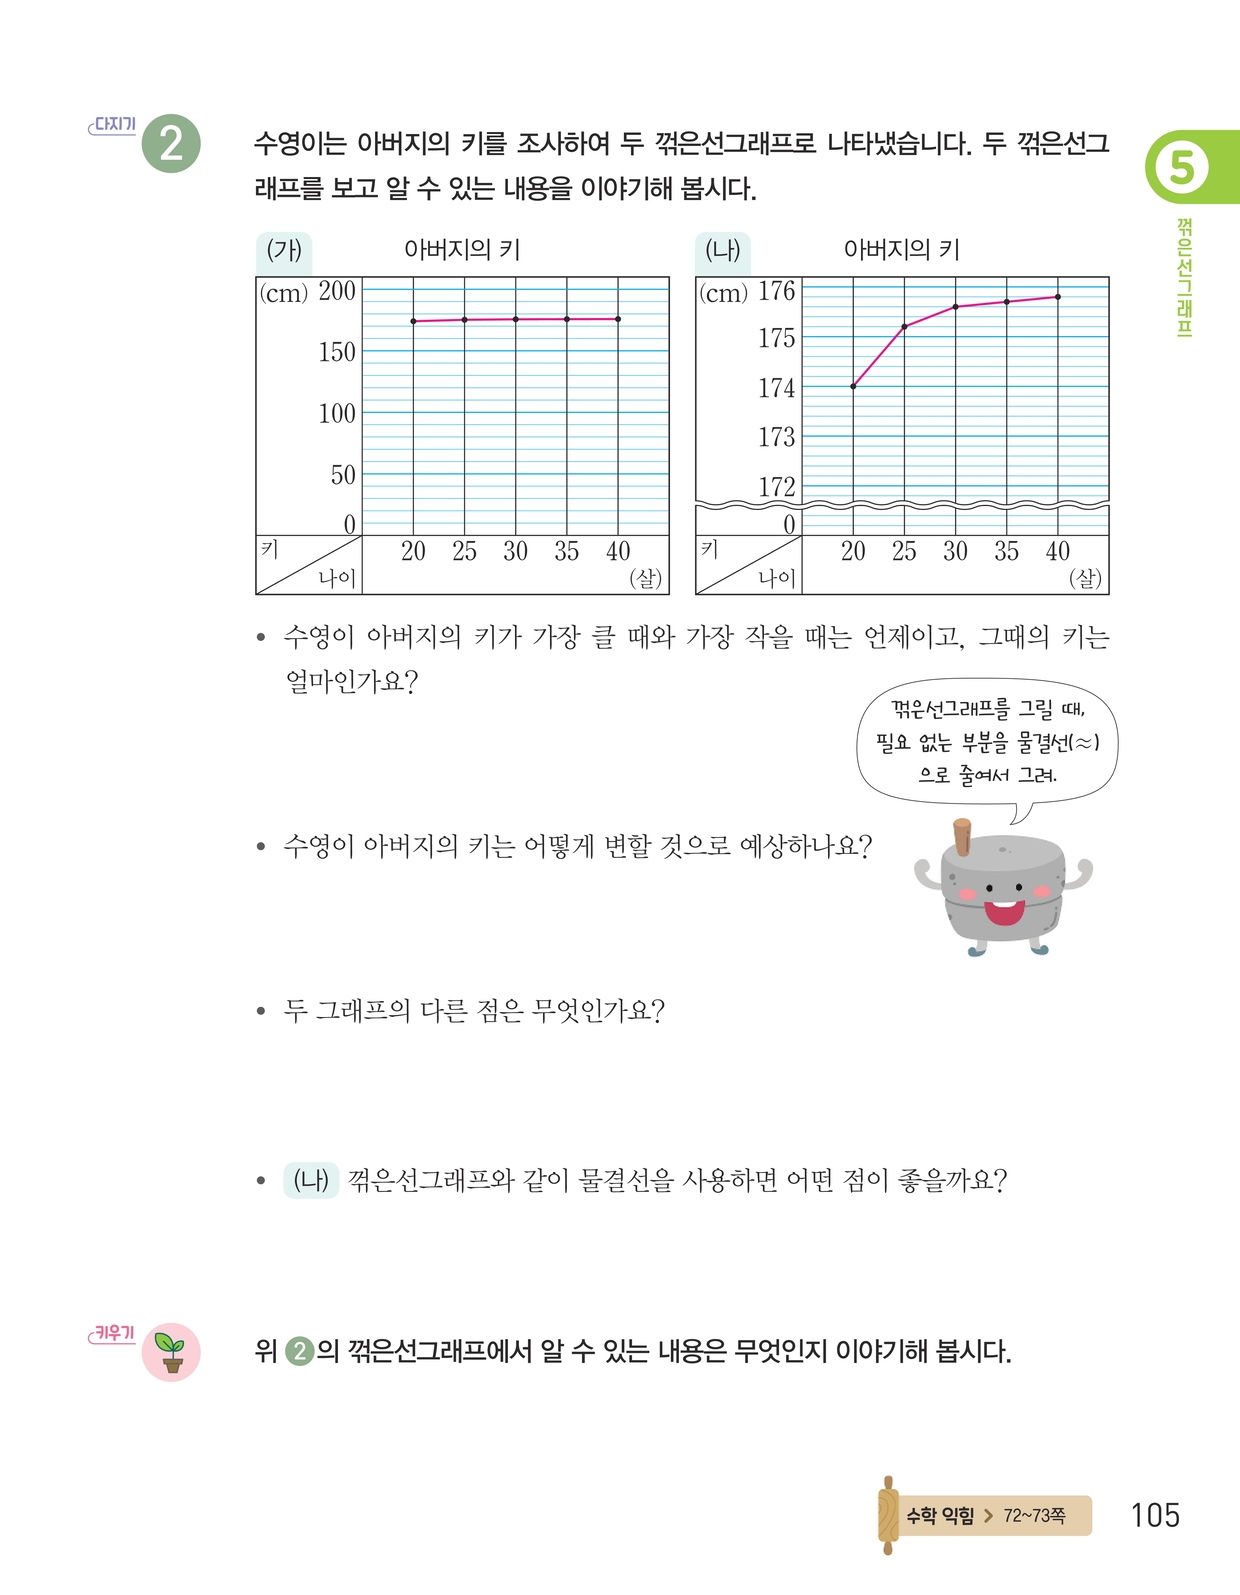 다지기
2
수영이는 아버지의 키를 조사하여 두 꺾은선그래프로 나타냈습니다. 두 꺾은선그
래프를 보고 알 수 있는 내용을 이야기해 봅시다.
5
꺾은선그래프
(가) 아버지의 키
(cm) 200
150
100
50
0
키
나이
20 25 30 35 40
(살)
(나) 아버지의 키
(cm) 176
175
174
173
172
0
키
나이
20 25 30 35 40
(살)
• 수영이 아버지의 키가 가장 클 때와 가장 작을 때는 언제이고, 그때의 키는
얼마인가요?
꺾은선그래프를 그릴 때,
필요 없는 부분을 물결선(≈)
으로 줄여서 그려.
• 수영이 아버지의 키는 어떻게 변할 것으로 예상하나요?
• 두 그래프의 다른 점은 무엇인가요?
• (나) 꺾은선그래프와 같이 물결선을 사용하면 어떤 점이 좋을까요?
키우기
위 2의 꺾은선그래프에서 알 수 있는 내용은 무엇인지 이야기해 봅시다.
수학 익힘 > 72~73쪽
105